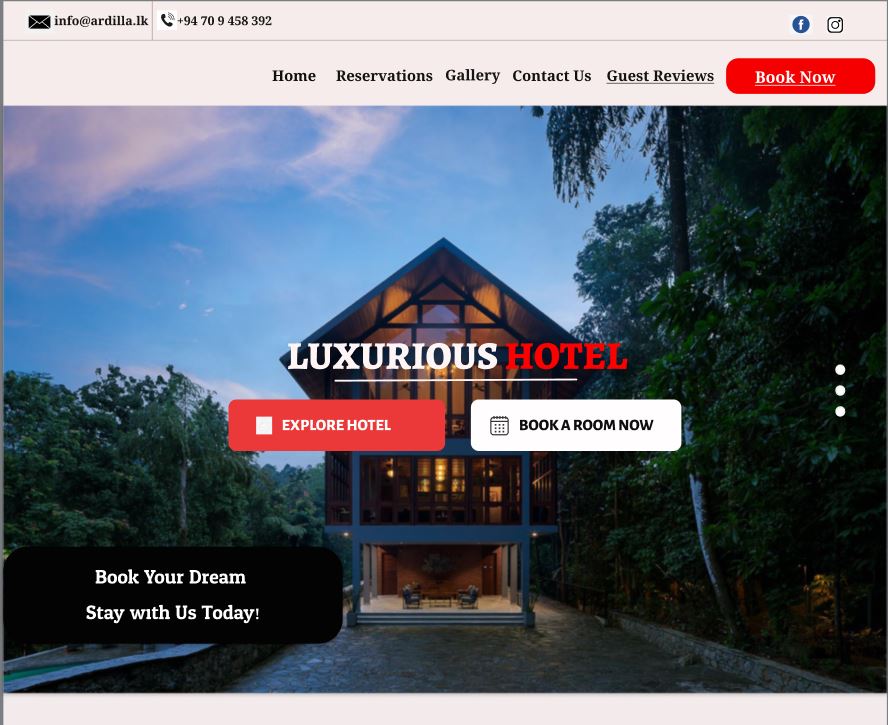 info@ardilla.lk
+94 70 9 458 392
Home Reservations Gallery Contact Us Guest Reviews Book Now
LUXURIOUS HOTEL
EXPLORE HOTEL
BOOK A ROOM NOW
Book Your Dream
Stay with Us Today!